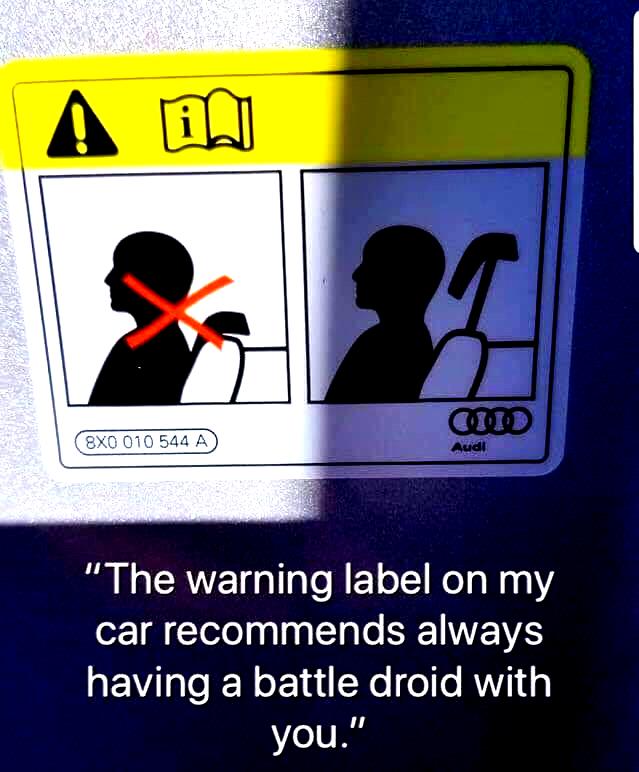 i
8X0 010 544 A
Audi
"The warning label on my
car recommends always
having a battle droid with
you."